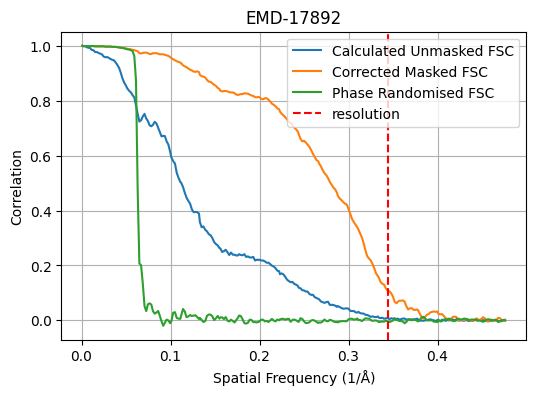 EMD-17892
Calculated Unmasked FSC
Corrected Masked FSC
Phase Randomised FSC
resolution
Correlation
1.0
0.8
0.6
0.4
0.2
0.0
0.0 0.1 0.2 0.3 0.4
Spatial Frequency (1/Å)